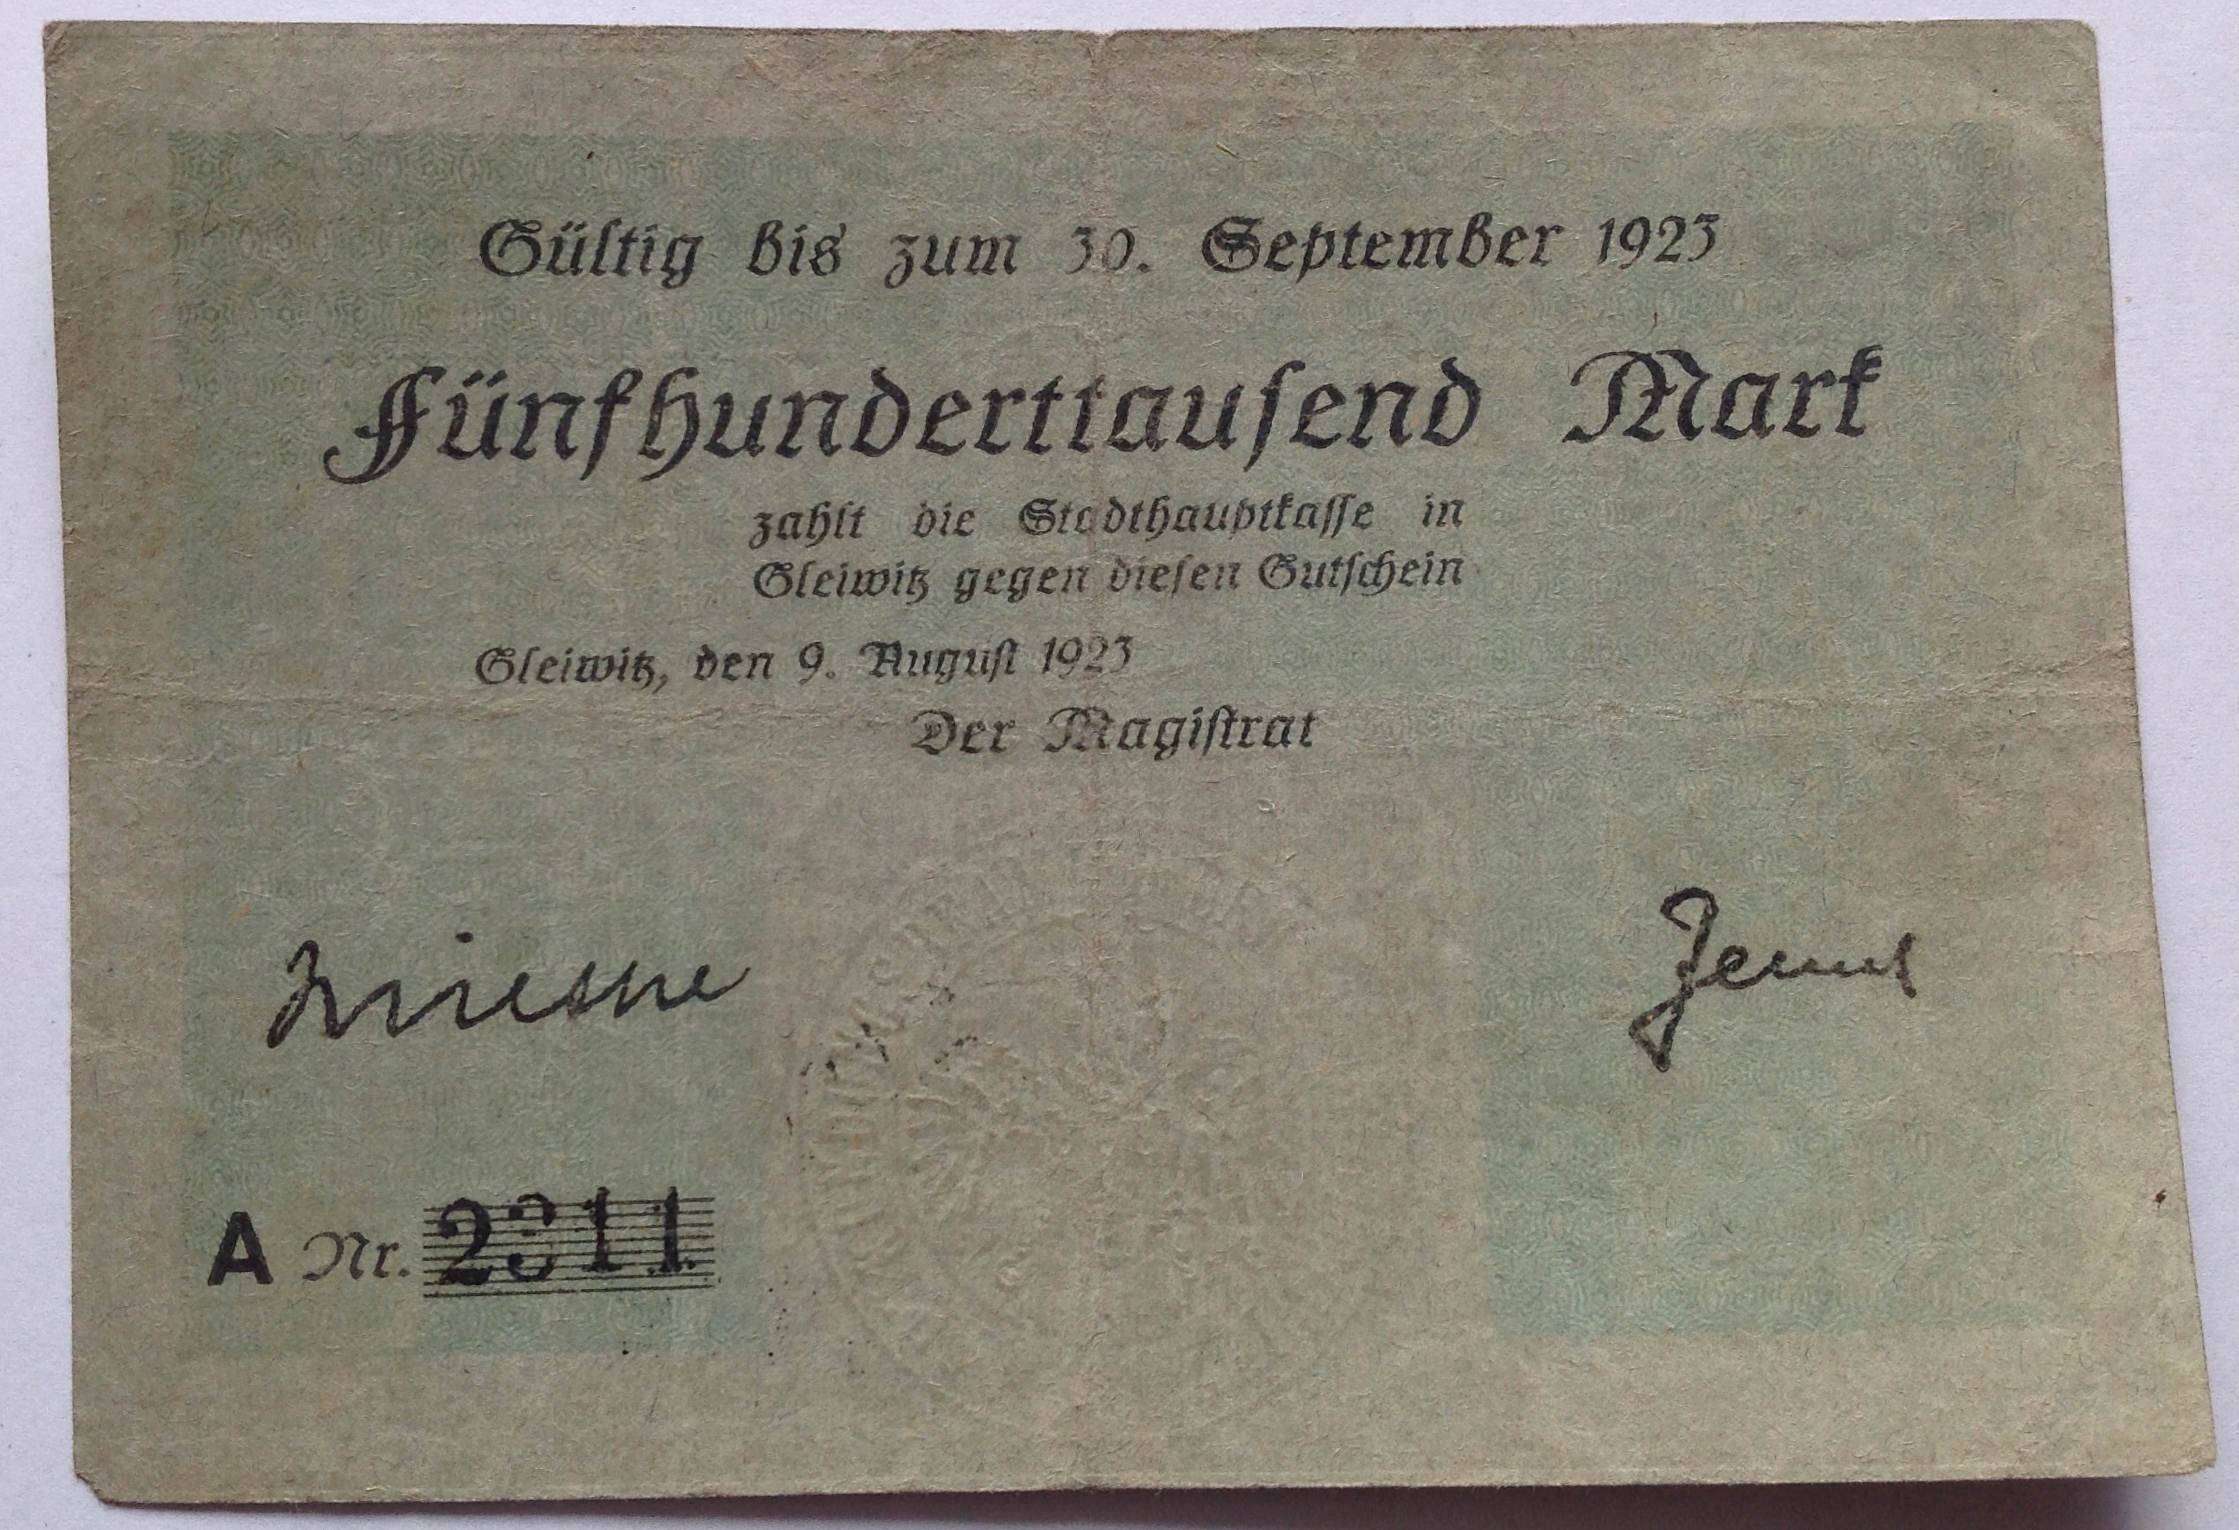 Gültig bis zum 30. September 1923
Fünfhunderttausend Mark
zahlt die Stadthauptkasse in
Gleiwitz gegen diesen Gutschein
Gleiwitz, den 9. August 1923
Der Magistrat
A Nr. 2311